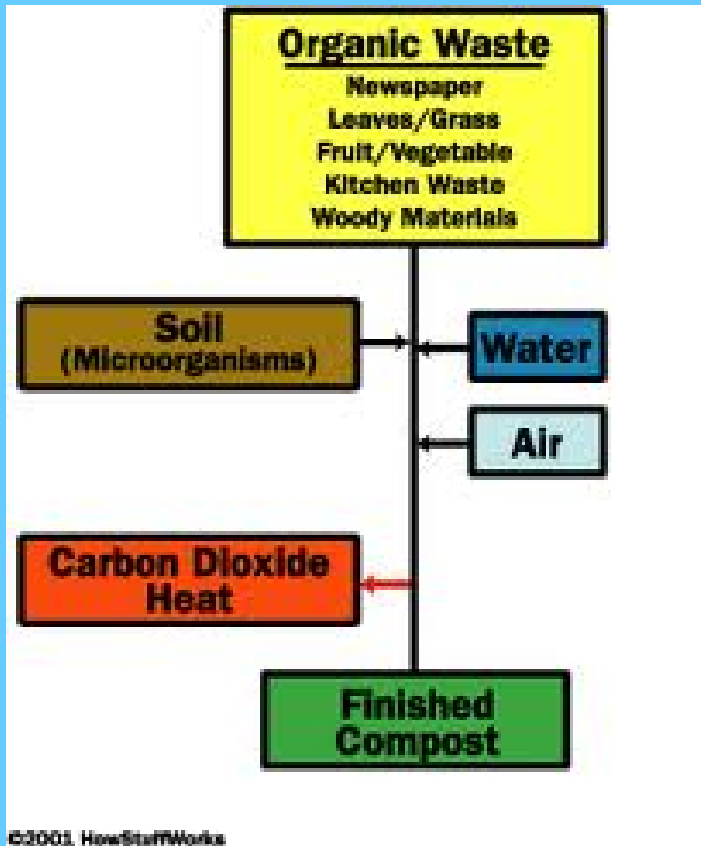 Organic Waste
Newspaper
Leaves/Grass
Fruit/Vegetable
Kitchen Waste
Woody Materials
Soil
(Microorganisms)
Water
Air
Carbon Dioxide
Heat
Finished
Compost
©2001 HowStuffWorks